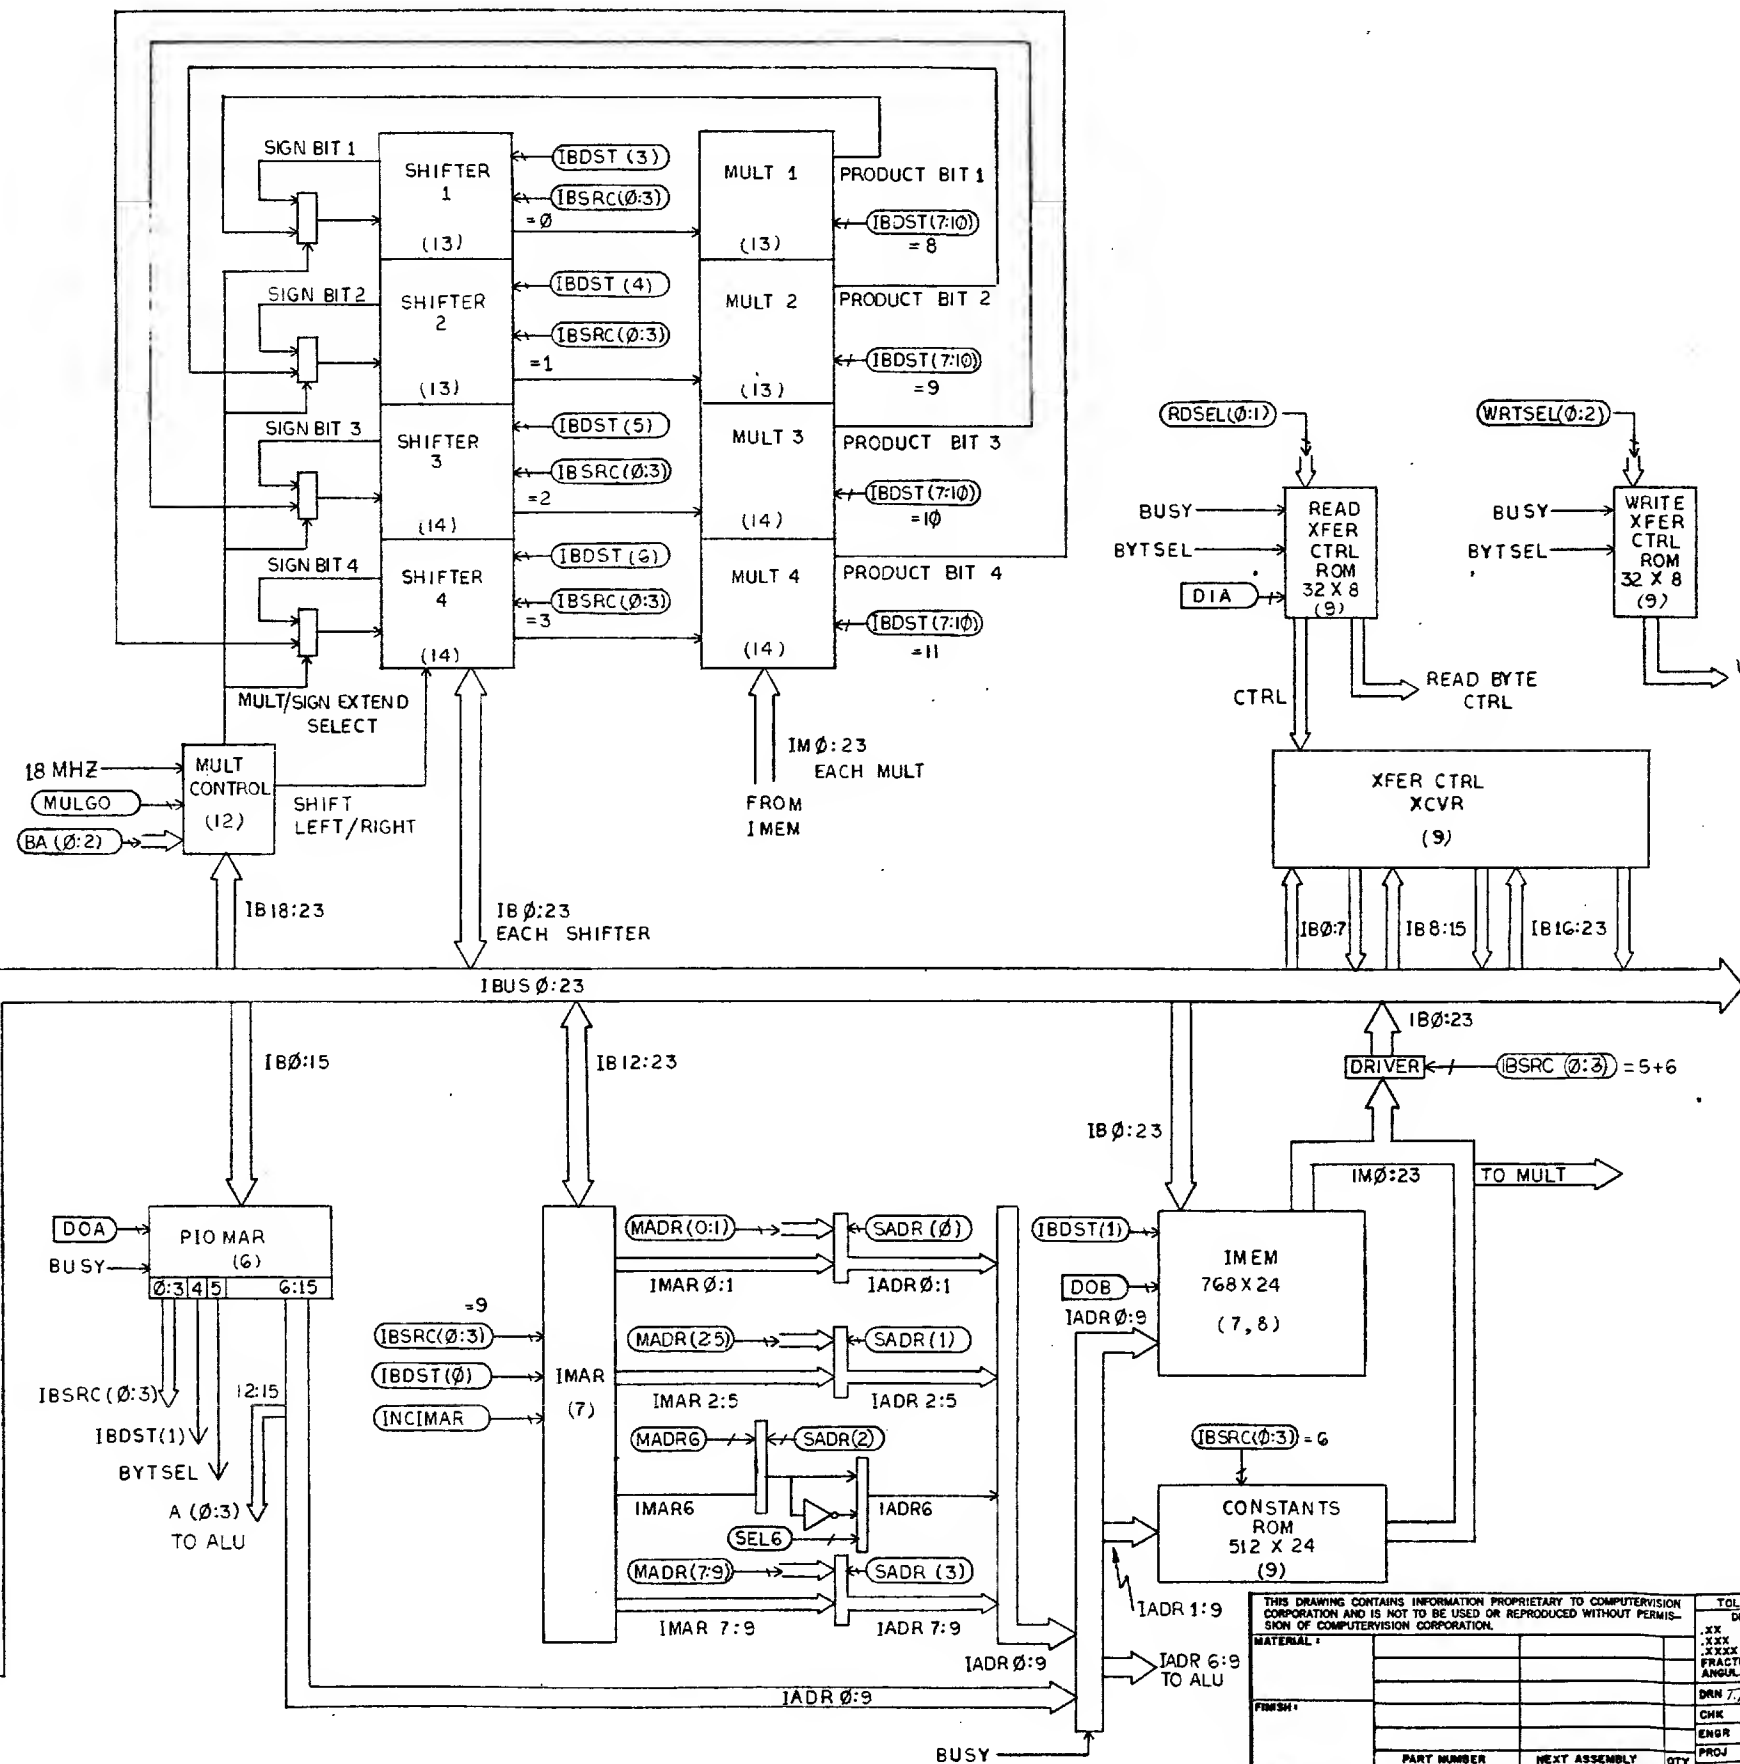 SIGN BIT 1
SHIFTER
1
(13)
IBDST (3)
IBSRC(Ø:3)
=Ø
MULT 1
(13)
PRODUCT BIT 1
IBDST(7:1Ø)
= 8
SIGN BIT 2
SHIFTER
2
(13)
IBDST (4)
IBSRC(Ø:3)
=1
MULT 2
(13)
PRODUCT BIT 2
IBDST(7:1Ø)
=9
SIGN BIT 3
SHIFTER
3
(14)
IBDST (5)
IBSRC(Ø:3)
=2
MULT 3
(14)
PRODUCT BIT 3
IBDST(7:1Ø)
=1Ø
SIGN BIT 4
SHIFTER
4
(14)
IBDST (6)
IBSRC(Ø:3)
=3
MULT 4
(14)
PRODUCT BIT 4
IBDST(7:1Ø)
=11
RDSEL(Ø:1)
BUSY
BYTSEL
DIA
READ
XFER
CTRL
ROM
32 X 8
(9)
WRTSEL(Ø:2)
BUSY
BYTSEL
WRITE
XFER
CTRL
ROM
32 X 8
(9)
CTRL
READ BYTE
CTRL
MULT/SIGN EXTEND
SELECT
18 MHZ
MULGO
BA (Ø:2)
MULT
CONTROL
(12)
SHIFT
LEFT/RIGHT
IMØ:23
EACH MULT
FROM
IMEM
XFER CTRL
XCVR
(9)
IB18:23
IBØ:23
EACH SHIFTER
IBØ:7
IB8:15
IB16:23
IBUS Ø:23
IBØ:15
IB12:23
IBØ:23
IBØ:23
DRIVER
IBSRC (Ø:3) = 5+6
IMØ:23
TO MULT
DOA
BUSY
PIO MAR
(6)
Ø:3 4 5 6:15
IBSRC(Ø:3)
IBDST(1)
BYTSEL
12:15
A (Ø:3)
TO ALU
=9
IBSRC(Ø:3)
IBDST(Ø)
INCIMAR
IMAR
(7)
MADR(0:1)
SADR (Ø)
IMAR Ø:1
IADR Ø:1
MADR(2:5)
SADR(1)
IMAR 2:5
IADR 2:5
MADR6
SADR(2)
IMAR6
IADR6
SEL6
MADR(7:9)
SADR (3)
IMAR 7:9
IADR 7:9
IADR Ø:9
IADR Ø:9
BUSY
IBDST(1)
DOB
IADR Ø:9
IMEM
768 X 24
(7,8)
IBSRC(Ø:3) = 6
CONSTANTS
ROM
512 X 24
(9)
IADR 1:9
IADR 6:9
TO ALU
THIS DRAWING CONTAINS INFORMATION PROPRIETARY TO COMPUTERVISION
CORPORATION AND IS NOT TO BE USED OR REPRODUCED WITHOUT PERMIS-
SION OF COMPUTERVISION CORPORATION.
MATERIAL:
FINISH:
PART NUMBER
NEXT ASSEMBLY
QTY
.XX
.XXX
.XXXX
DRN
CHK
ENGR
PROJ